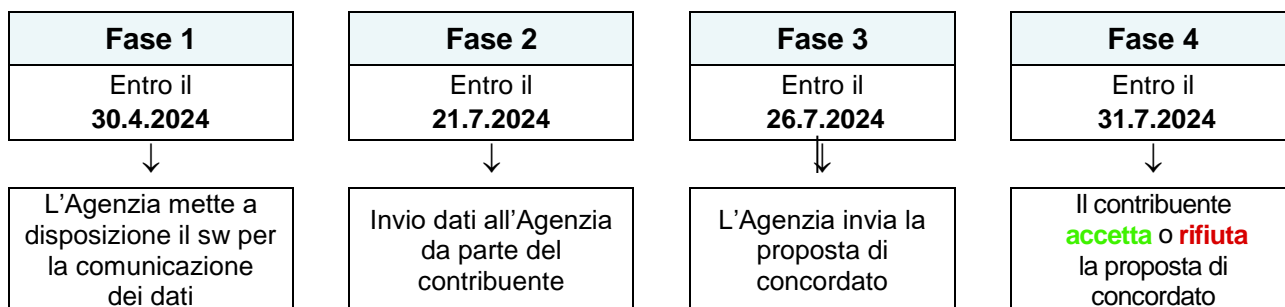 Fase 1
Entro il
30.4.2024
↓
L'Agenzia mette a
disposizione il sw per
la comunicazione
dei dati
Fase 2
Entro il
21.7.2024
↓
Invio dati all'Agenzia
da parte del
contribuente
Fase 3
Entro il
26.7.2024
↓
L'Agenzia invia la
proposta di
concordato
Fase 4
Entro il
31.7.2024
↓
Il contribuente
accetta o rifiuta
la proposta di
concordato